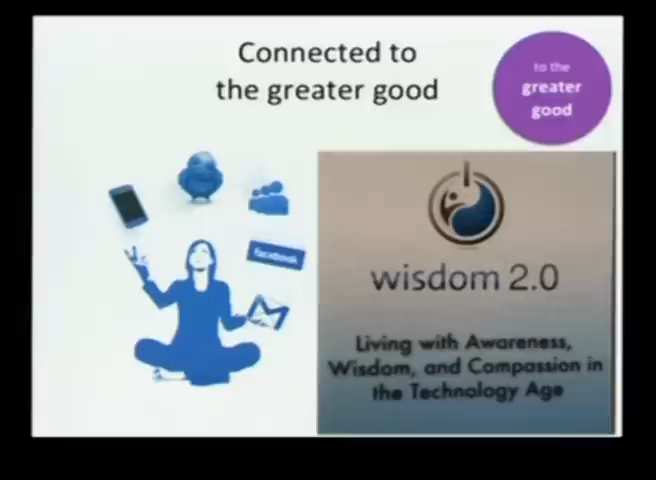 Connected to
the greater good
to the
greater
good
facebook
wisdom 2.0
Living with Awareness,
Wisdom, and Compassion in
the Technology Age